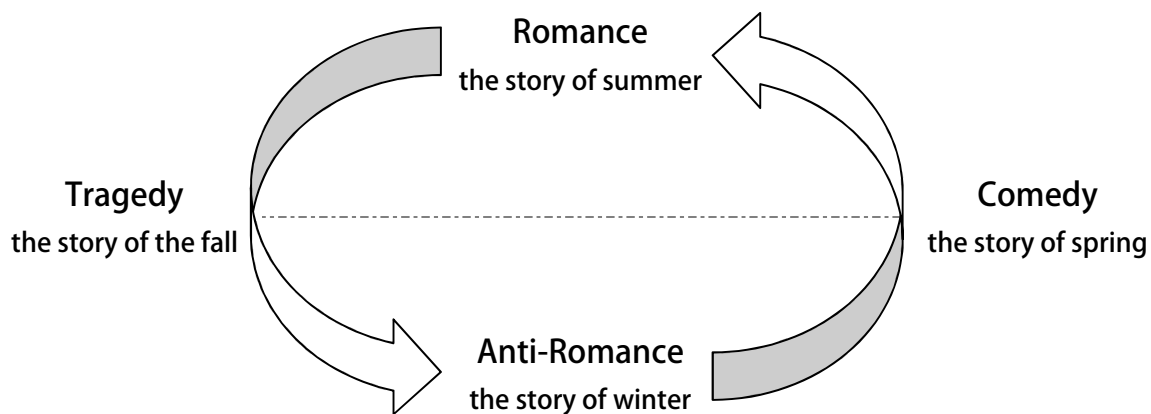 Romance
the story of summer
Tragedy
the story of the fall
Comedy
the story of spring
Anti-Romance
the story of winter